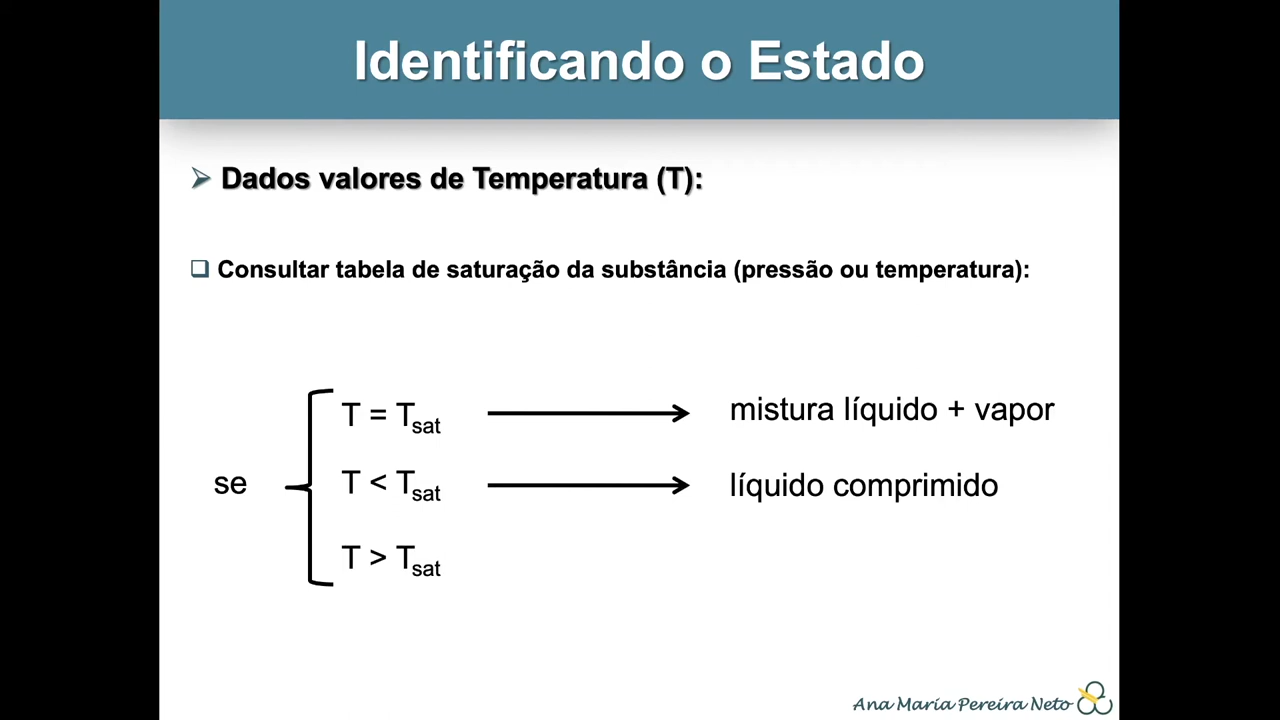 Identificando o Estado
Dados valores de Temperatura (T):
Consultar tabela de saturação da substância (pressão ou temperatura):
T = Tsat mistura líquido + vapor
se T < Tsat líquido comprimido
T > Tsat
Ana Maria Pereira Neto